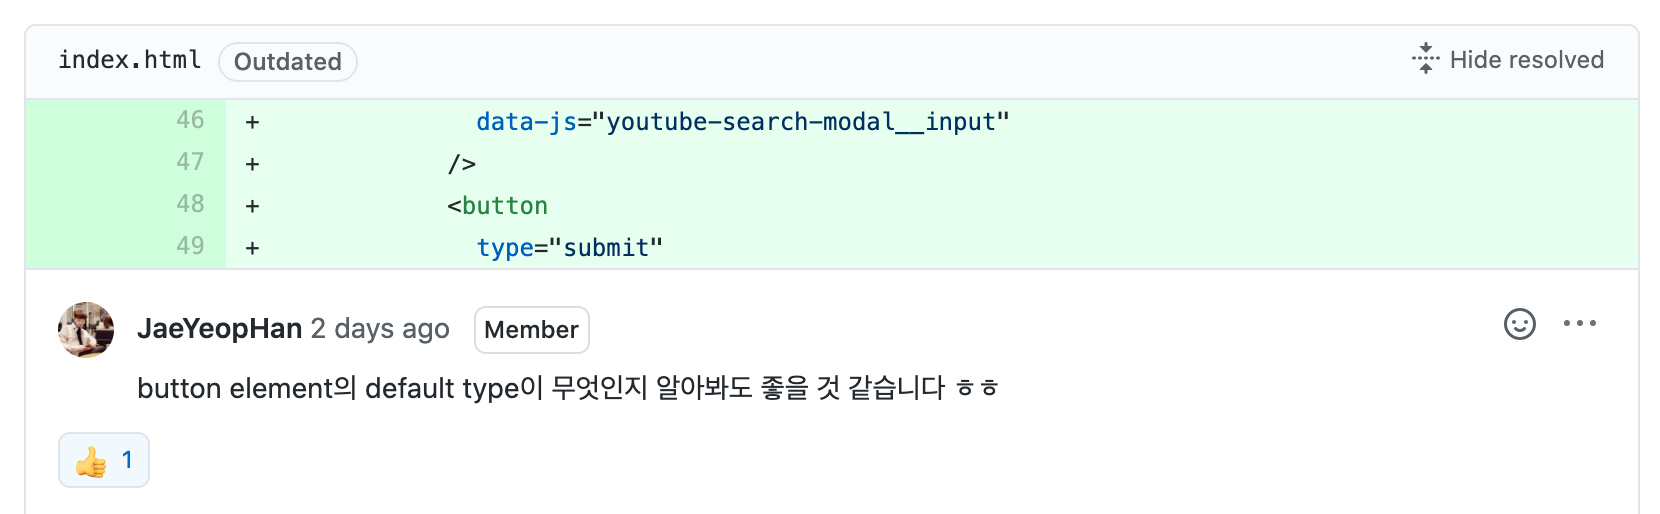 index.html Outdated Hide resolved
46 + data-js="youtube-search-modal__input"
47 + />
48 + <button
49 + type="submit"
JaeYeopHan 2 days ago Member
button element의 default type이 무엇인지 알아봐도 좋을 것 같습니다 ㅎㅎ
👍 1